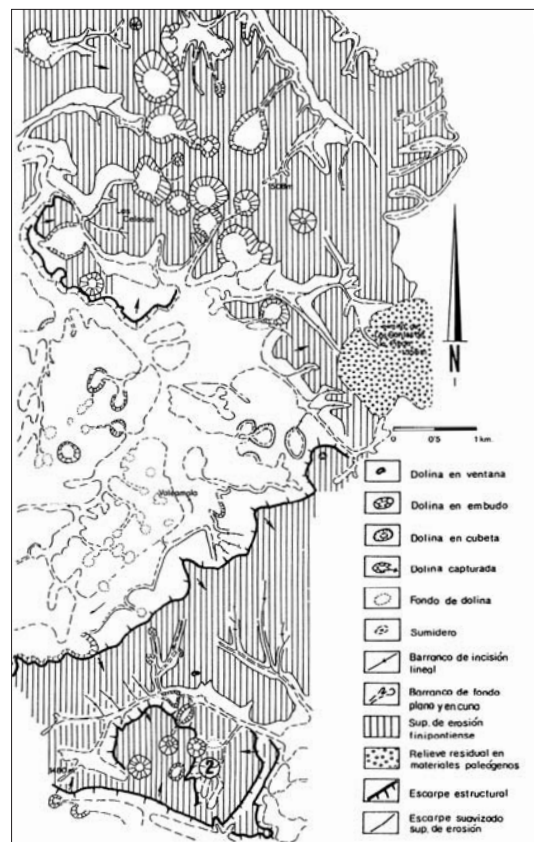 1508m
Las
N
0 0'5 1 km.
Dolina en ventana
Dolina en embudo
Dolina en cubeta
Dolina capturada
Fondo de dolina
Sumidero
Barranco de incisión
lineal
Barranco de fondo
plano y en cuna
Sup. de erosión
finipontiense
Relieve residual en
materiales paleógenos
Escarpe estructural
Escarpe suavizado
sup. de erosión
2